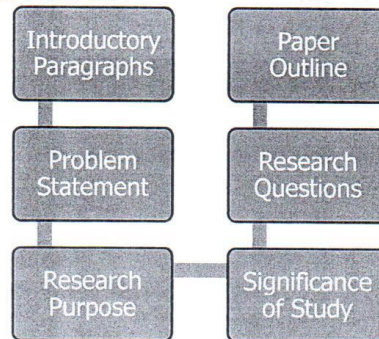 Introductory
Paragraphs
Problem
Statement
Research
Purpose
Significance
of Study
Research
Questions
Paper
Outline